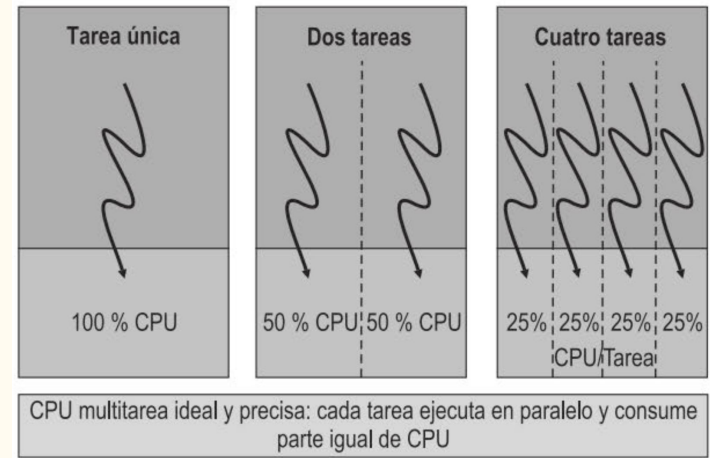 Tarea única
Dos tareas
Cuatro tareas
100 % CPU
50 % CPU
50 % CPU
25%
25%
25%
25%
CPU/Tarea
CPU multitarea ideal y precisa: cada tarea ejecuta en paralelo y consume
parte igual de CPU